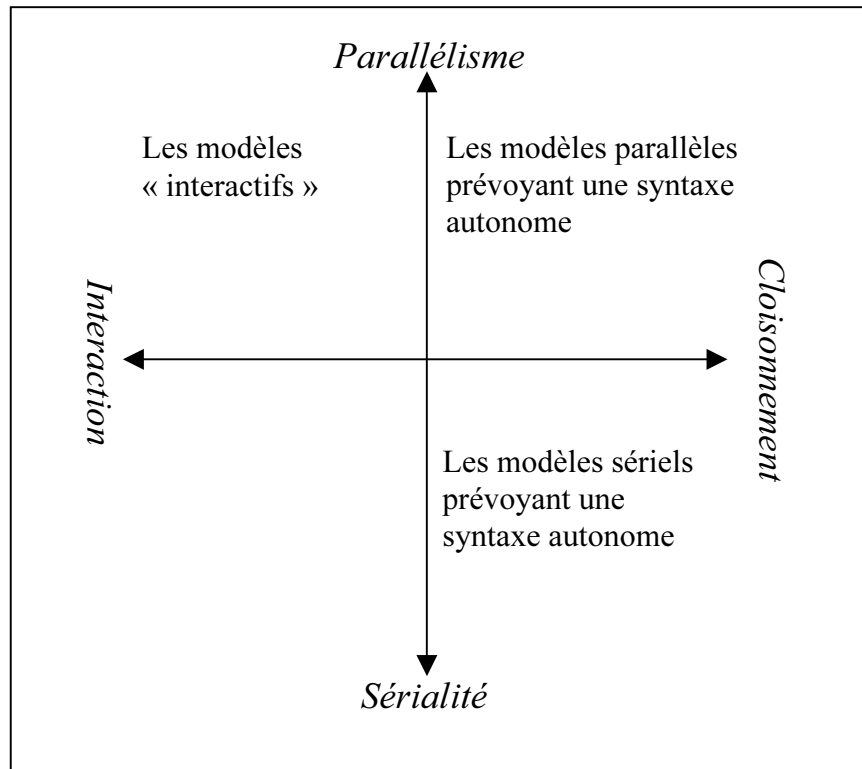 Parallélisme
Les modèles
« interactifs »
Les modèles parallèles
prévoyant une syntaxe
autonome
Interaction
Cloisonnement
Les modèles sériels
prévoyant une
syntaxe autonome
Sérialité